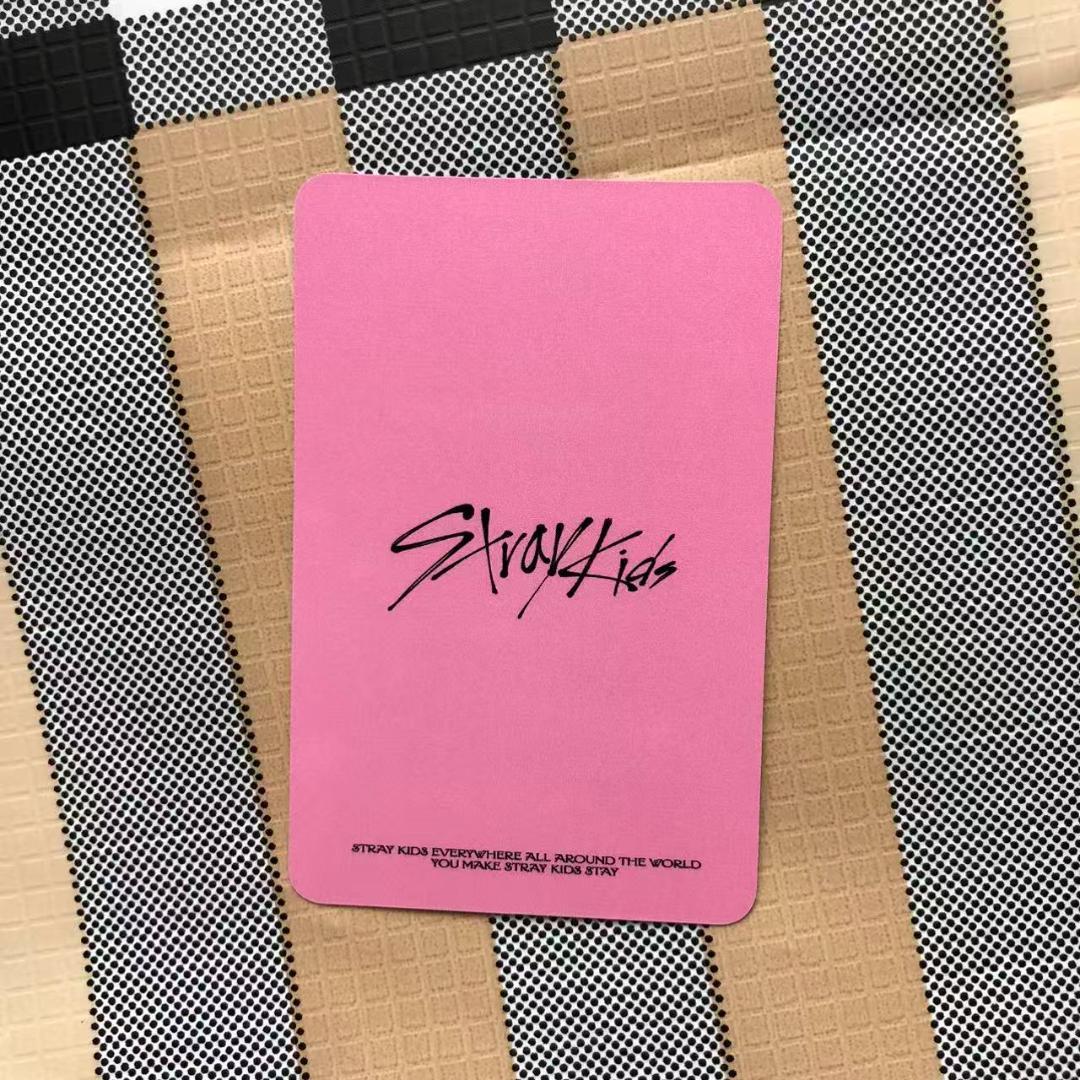 Stray Kids
STRAY KIDS EVERYWHERE ALL AROUND THE WORLD
YOU MAKE STRAY KIDS STAY